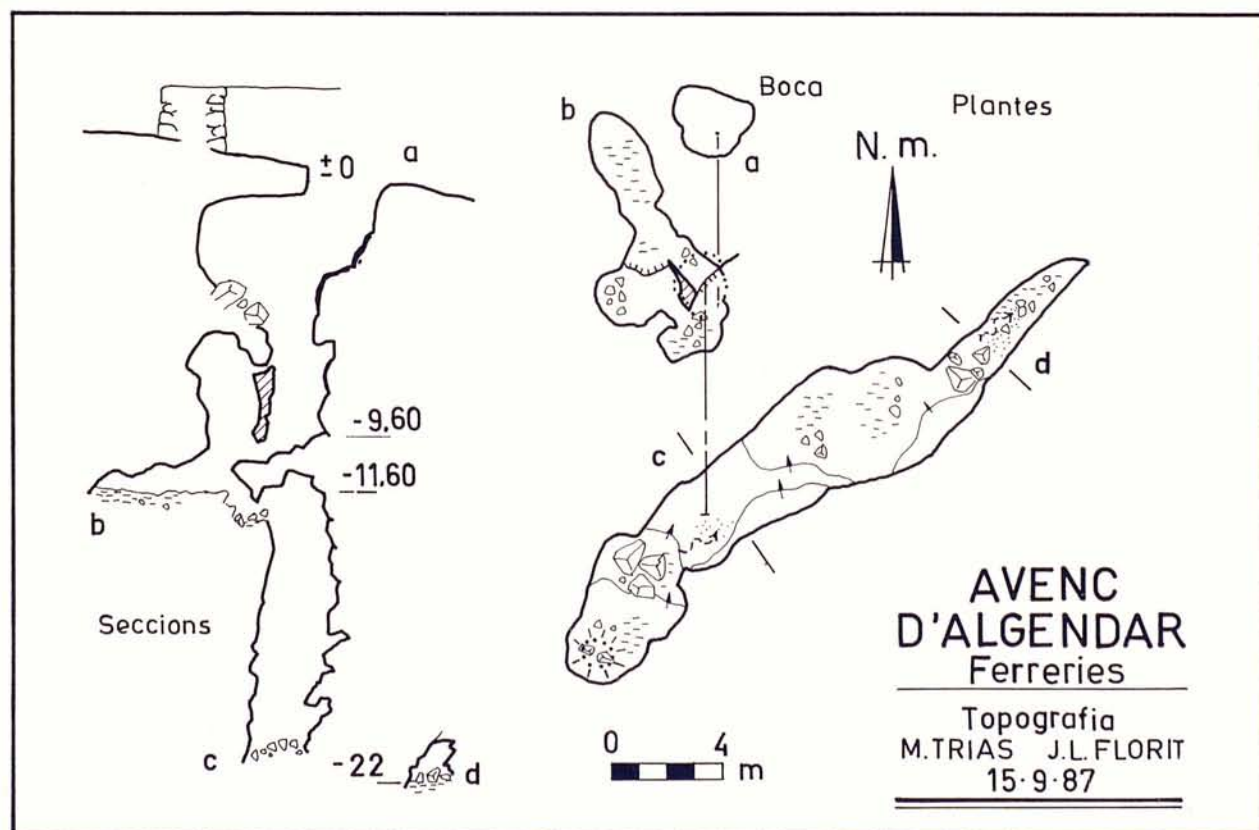 ± 0
a
-9,60
-11,60
b
Seccions
c
-22
d
Boca
Plantes
b
a
N. m.
c
d
0 4
m
AVENC
D'ALGENDAR
Ferreries
Topografia
M.TRIAS J.L.FLORIT
15·9·87